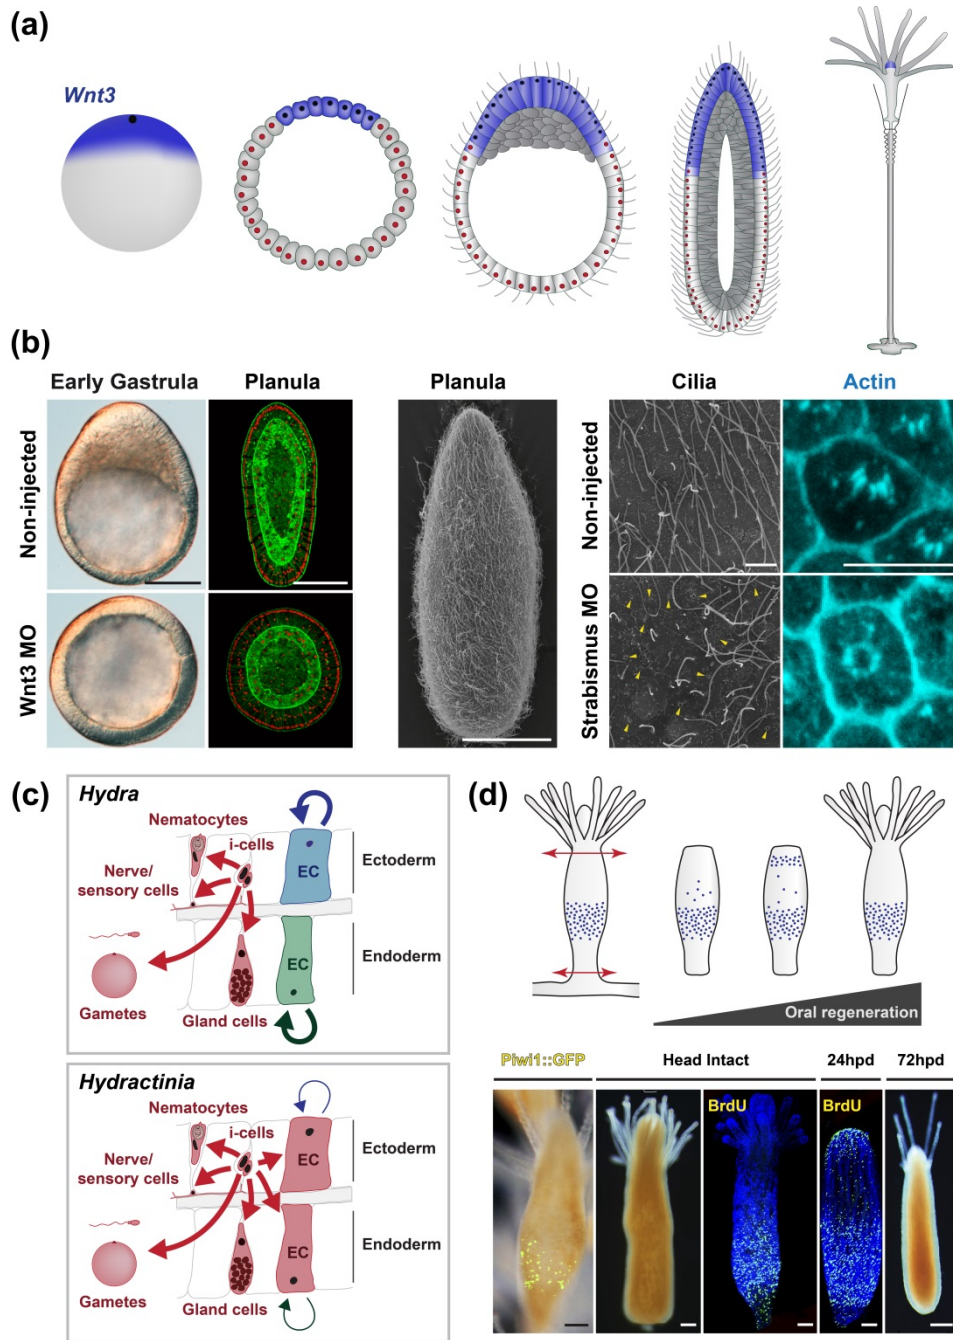 (a)
Wnt3
(b)
Early Gastrula
Planula
Planula
Cilia
Actin
Non-injected
Wnt3 MO
Non-injected
Strabismus MO
(c)
Hydra
Nematocytes
i-cells
Nerve/
sensory cells
EC
Ectoderm
EC
Endoderm
Gametes
Gland cells
Hydractinia
Nematocytes
i-cells
Nerve/
sensory cells
EC
Ectoderm
EC
Endoderm
Gametes
Gland cells
(d)
Oral regeneration
Piwi1::GFP
Head Intact
24hpd
72hpd
BrdU
BrdU